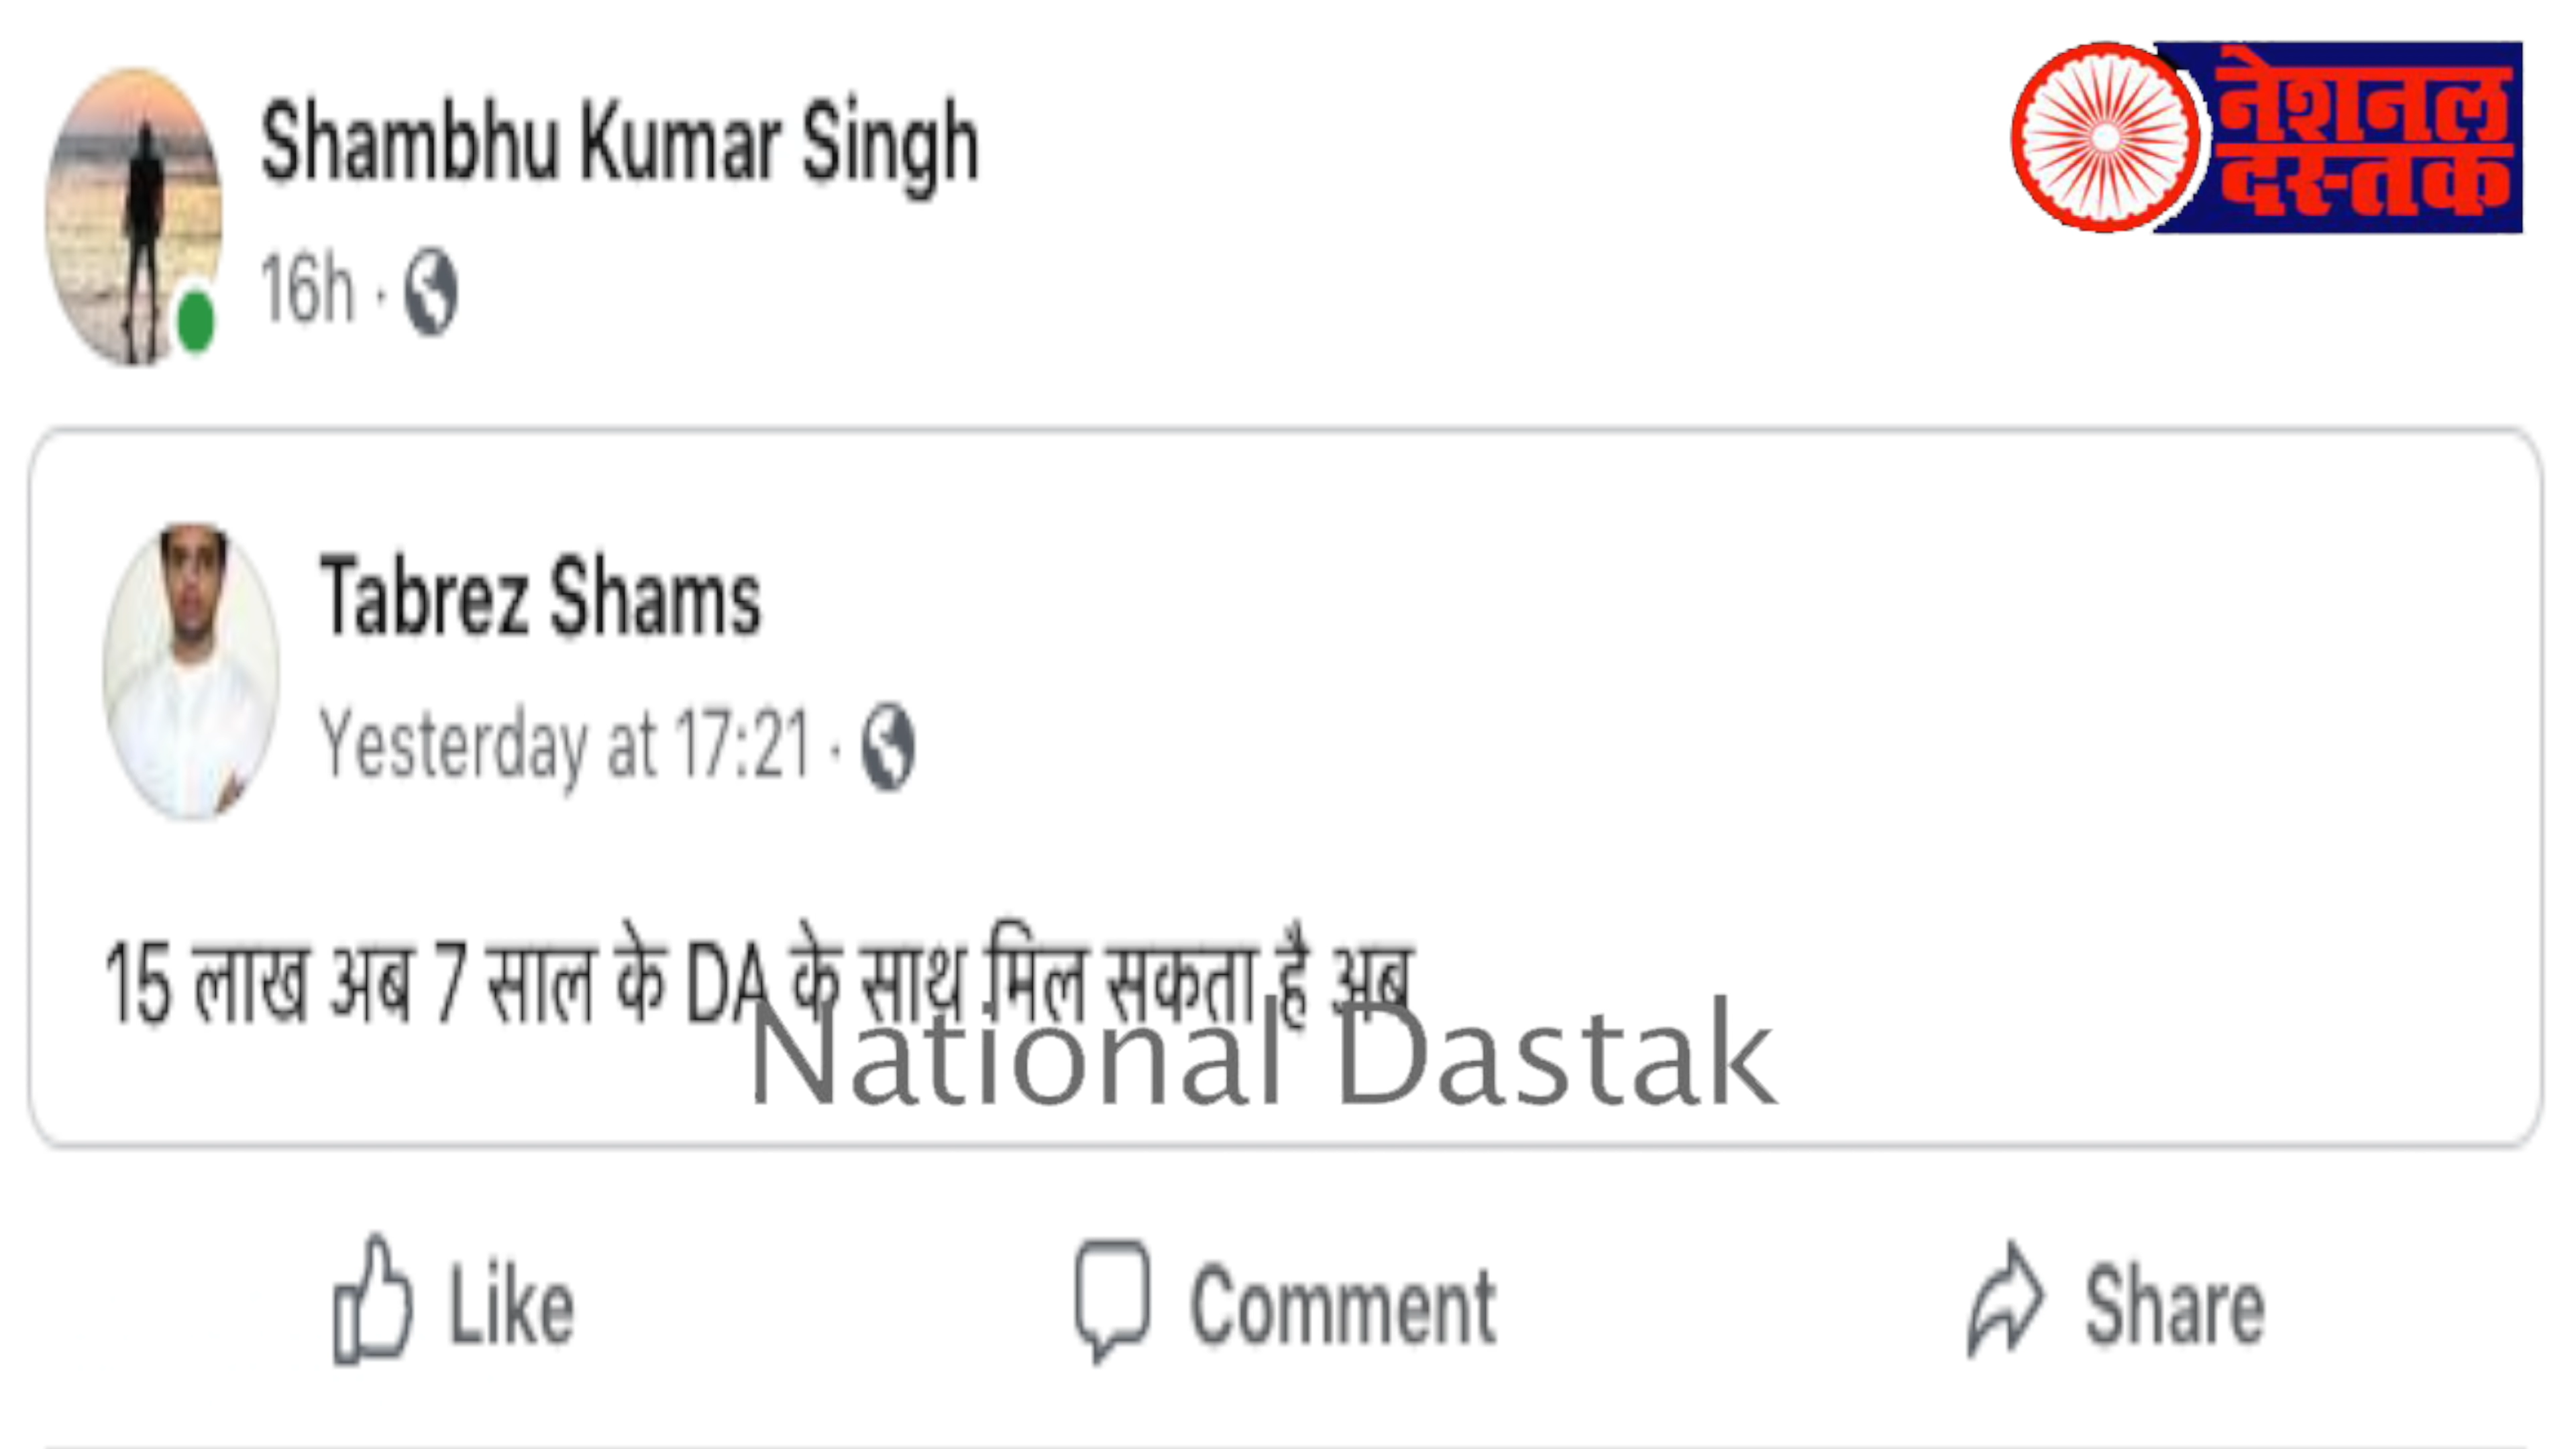 Shambhu Kumar Singh
नेशनल
दस्तक
16h ·
Tabrez Shams
Yesterday at 17:21 ·
15 लाख अब 7 साल के DA के साथ मिल सकता है अब
National Dastak
Like
Comment
Share